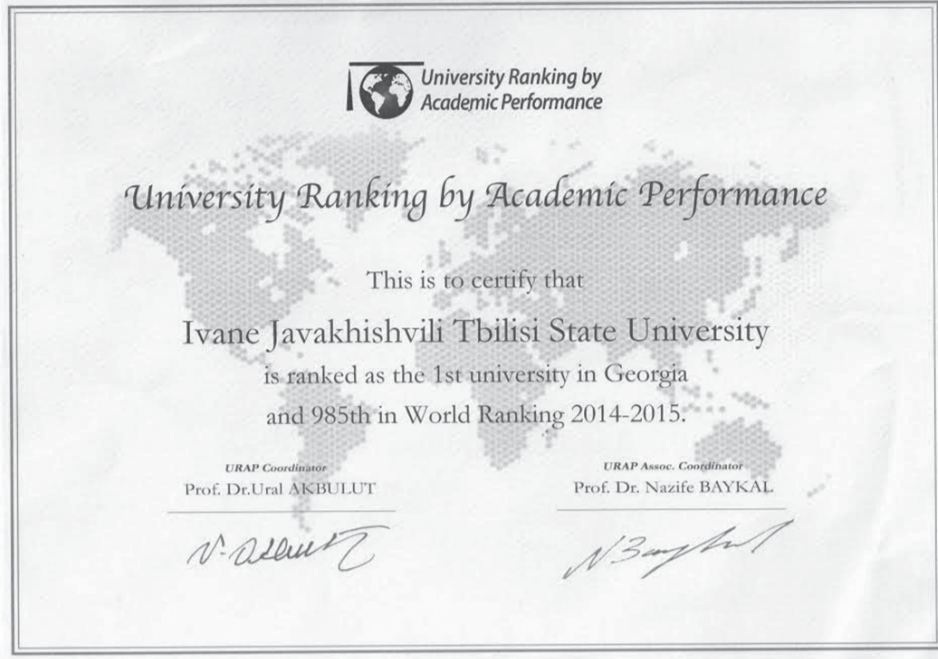 University Ranking by
Academic Performance
University Ranking by Academic Performance
This is to certify that
Ivane Javakhishvili Tbilisi State University
is ranked as the 1st university in Georgia
and 985th in World Ranking 2014-2015.
URAP Coordinator
Prof. Dr.Ural AKBULUT
URAP Assoc. Coordinator
Prof. Dr. Nazife BAYKAL